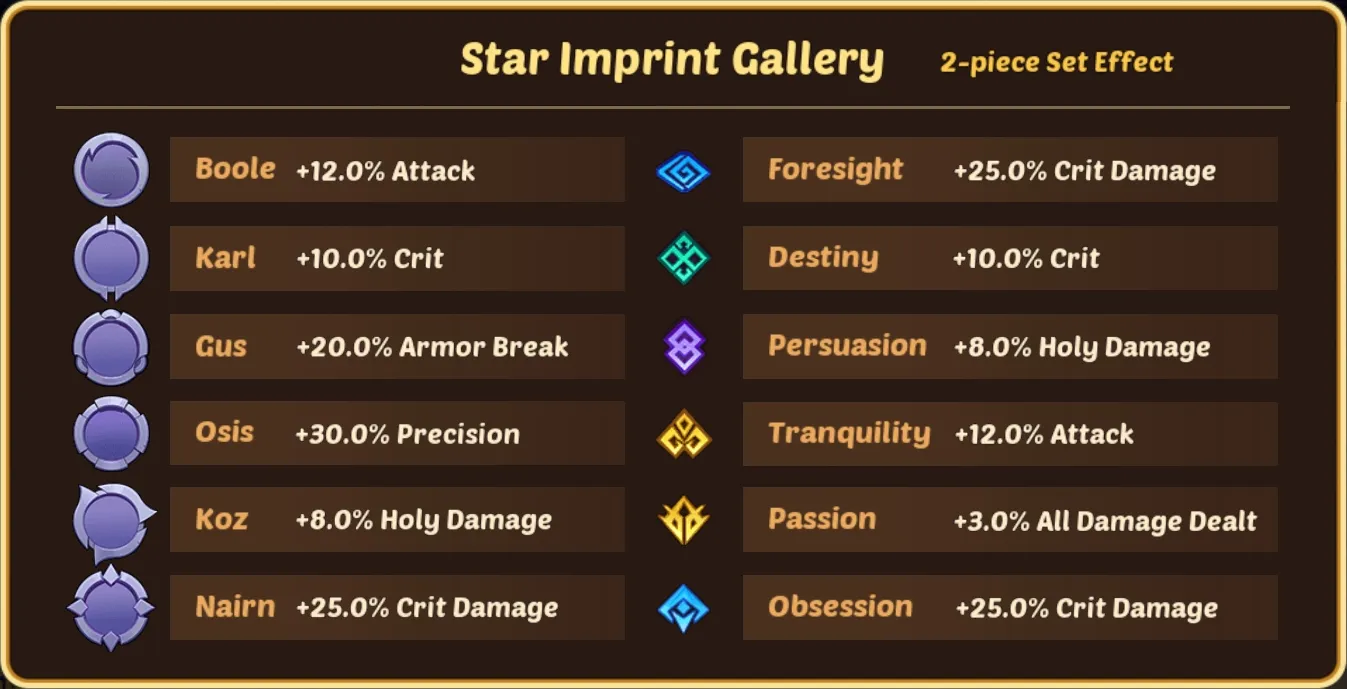 Star Imprint Gallery 2-piece Set Effect
Boole +12.0% Attack
Foresight +25.0% Crit Damage
Karl +10.0% Crit
Destiny +10.0% Crit
Gus +20.0% Armor Break
Persuasion +8.0% Holy Damage
Osis +30.0% Precision
Tranquility +12.0% Attack
Koz +8.0% Holy Damage
Passion +3.0% All Damage Dealt
Nairn +25.0% Crit Damage
Obsession +25.0% Crit Damage